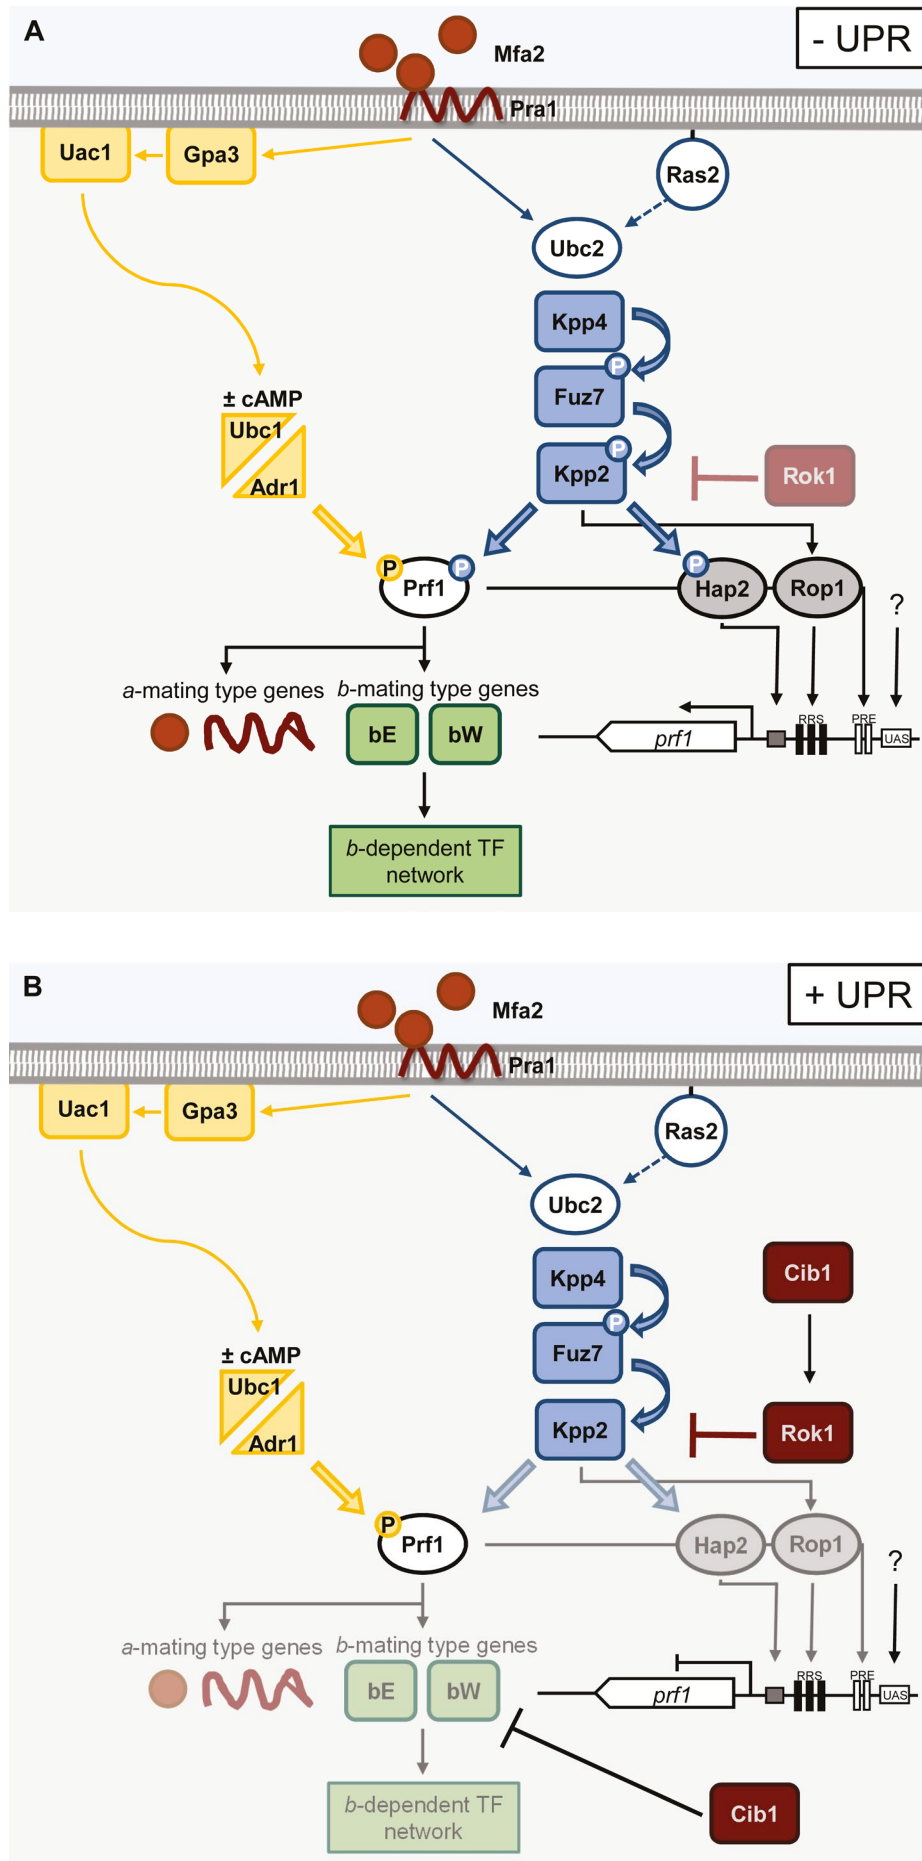 A
- UPR
Mfa2
Pra1
Uac1
Gpa3
Ras2
Ubc2
Kpp4
P
Fuz7
P
Kpp2
Rok1
± cAMP
Ubc1
Adr1
P
Prf1
P
P
Hap2
Rop1
?
a-mating type genes
b-mating type genes
bE
bW
prf1
RRS
PRE
UAS
b-dependent TF
network
B
+ UPR
Mfa2
Pra1
Uac1
Gpa3
Ras2
Ubc2
Kpp4
Cib1
P
Fuz7
Kpp2
Rok1
± cAMP
Ubc1
Adr1
P
Prf1
Hap2
Rop1
?
a-mating type genes
b-mating type genes
bE
bW
prf1
RRS
PRE
UAS
b-dependent TF
network
Cib1